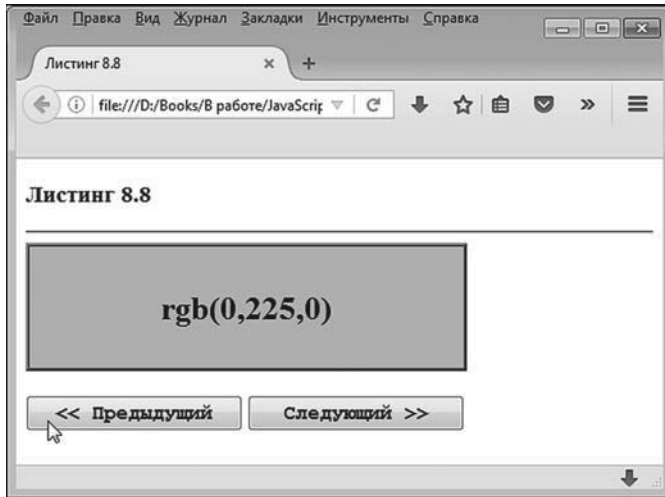 Файл Правка Вид Журнал Закладки Инструменты Справка
Листинг 8.8
file:///D:/Books/В работе/JavaScrip
Листинг 8.8
rgb(0,225,0)
<< Предыдущий Следующий >>